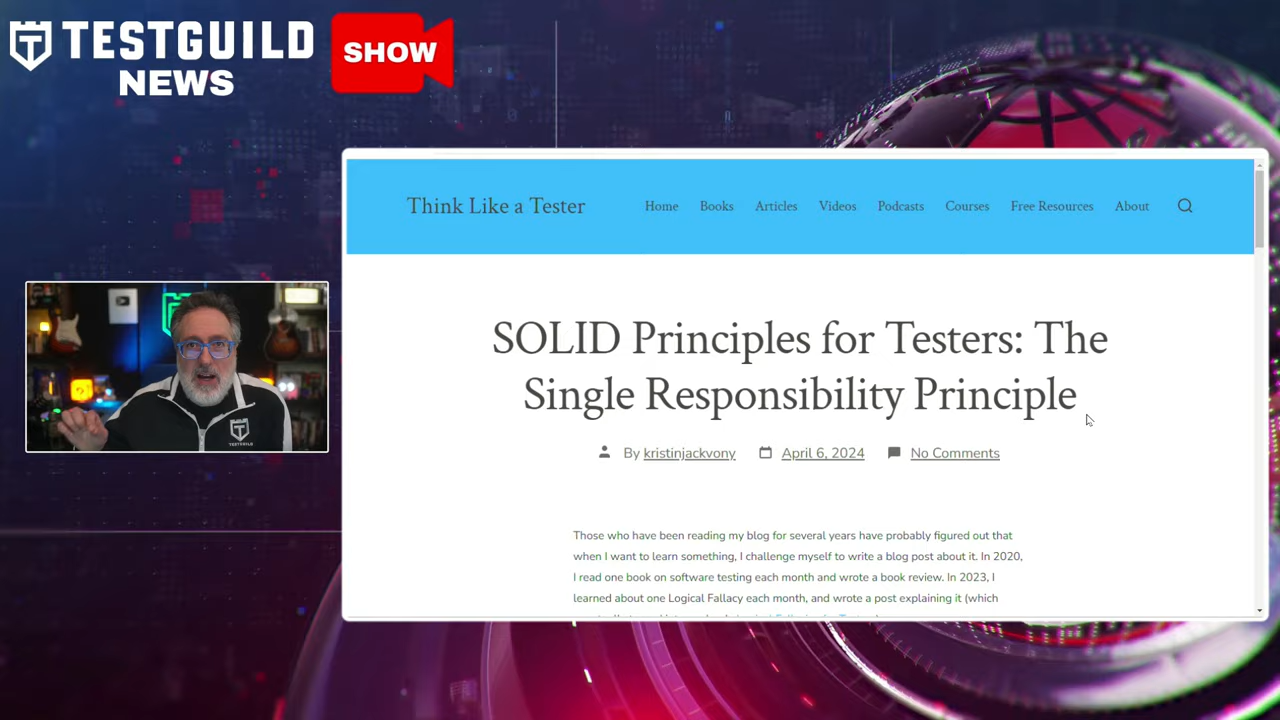 TESTGUILD
NEWS
SHOW
Think Like a Tester
Home Books Articles Videos Podcasts Courses Free Resources About
SOLID Principles for Testers: The
Single Responsibility Principle
By kristinjackvony April 6, 2024 No Comments
Those who have been reading my blog for several years have probably figured out that
when I want to learn something, I challenge myself to write a blog post about it. In 2020,
I read one book on software testing each month and wrote a book review. In 2023, I
learned about one Logical Fallacy each month, and wrote a post explaining it (which
TESTGUILD